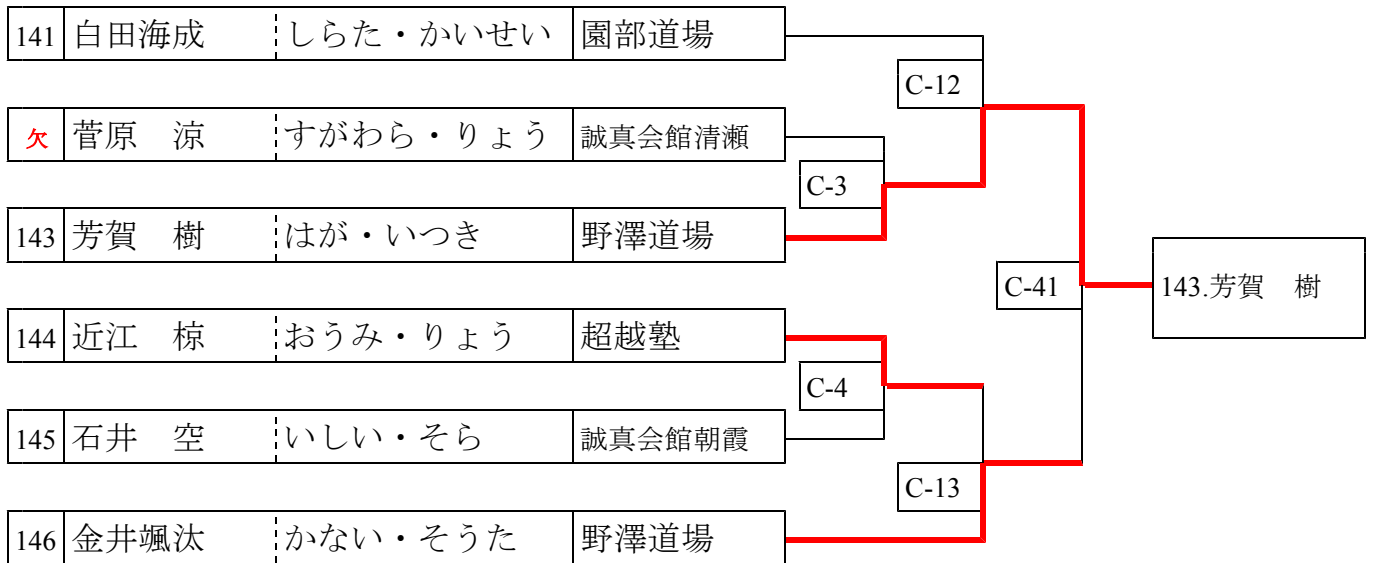 141 白田海成 しらた・かいせい 園部道場
C-12
欠 菅原 涼 すがわら・りょう 誠真会館清瀬
C-3
143 芳賀 樹 はが・いつき 野澤道場
C-41 143.芳賀 樹
144 近江 椋 おうみ・りょう 超越塾
C-4
145 石井 空 いしい・そら 誠真会館朝霞
C-13
146 金井颯汰 かない・そうた 野澤道場